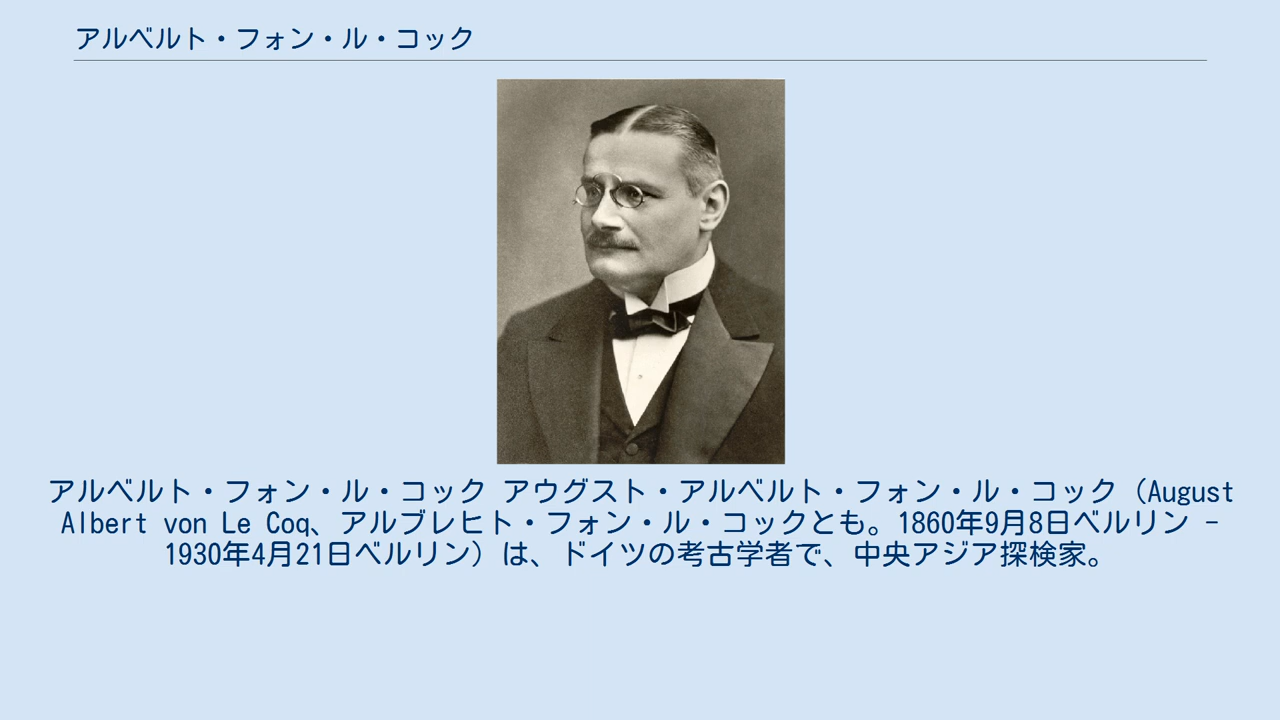 アルベルト・フォン・ル・コック
アルベルト・フォン・ル・コック アウグスト・アルベルト・フォン・ル・コック（August
Albert von Le Coq、アルブレヒト・フォン・ル・コックとも。1860年9月8日ベルリン -
1930年4月21日ベルリン）は、ドイツの考古学者で、中央アジア探検家。